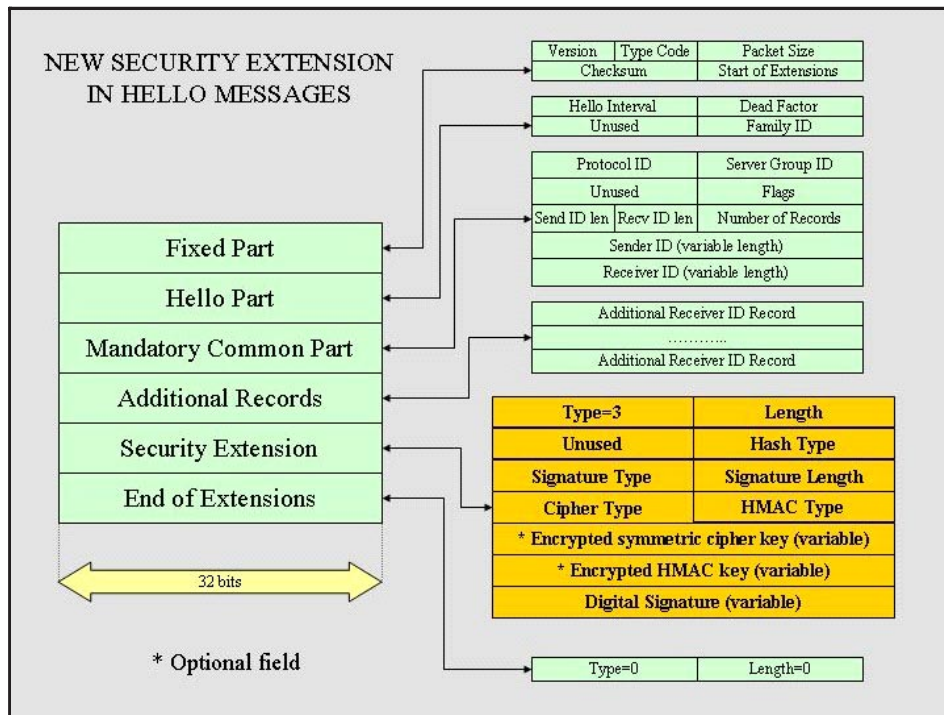 NEW SECURITY EXTENSION
IN HELLO MESSAGES
Version Type Code Packet Size
Checksum Start of Extensions
Hello Interval Dead Factor
Unused Family ID
Protocol ID Server Group ID
Unused Flags
Send ID len Recv ID len Number of Records
Sender ID (variable length)
Receiver ID (variable length)
Fixed Part
Hello Part
Mandatory Common Part
Additional Records
Security Extension
End of Extensions
Additional Receiver ID Record
………...
Additional Receiver ID Record
Type=3 Length
Unused Hash Type
Signature Type Signature Length
Cipher Type HMAC Type
* Encrypted symmetric cipher key (variable)
* Encrypted HMAC key (variable)
Digital Signature (variable)
32 bits
* Optional field
Type=0 Length=0